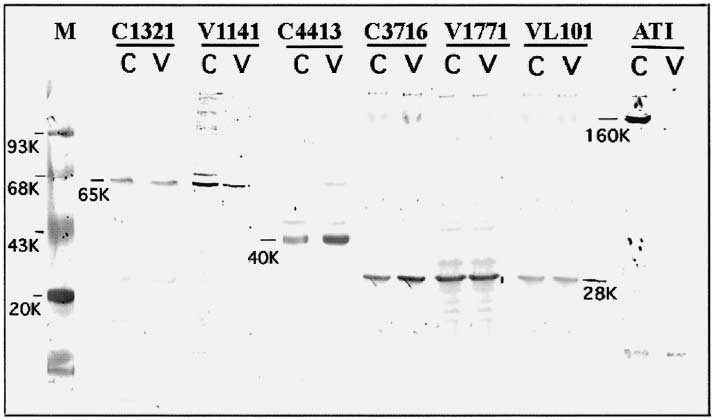 M C1321 V1141 C4413 C3716 V1771 VL101 ATI
C V C V C V C V C V C V C V
93K
160K
68K
65K
43K
40K
28K
20K